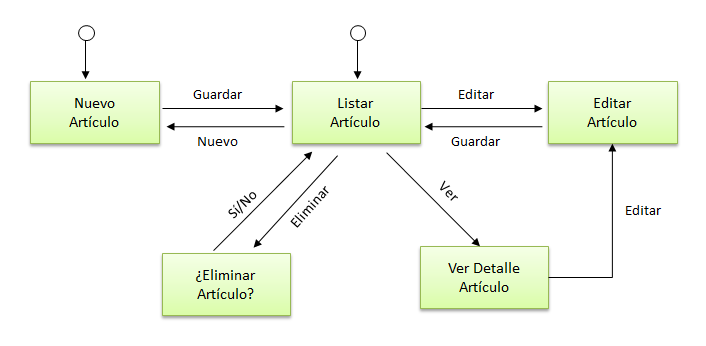 Nuevo
Artículo
Guardar
Nuevo
Listar
Artículo
Editar
Guardar
Editar
Artículo
Sí/No
Eliminar
Ver
Editar
¿Eliminar
Artículo?
Ver Detalle
Artículo